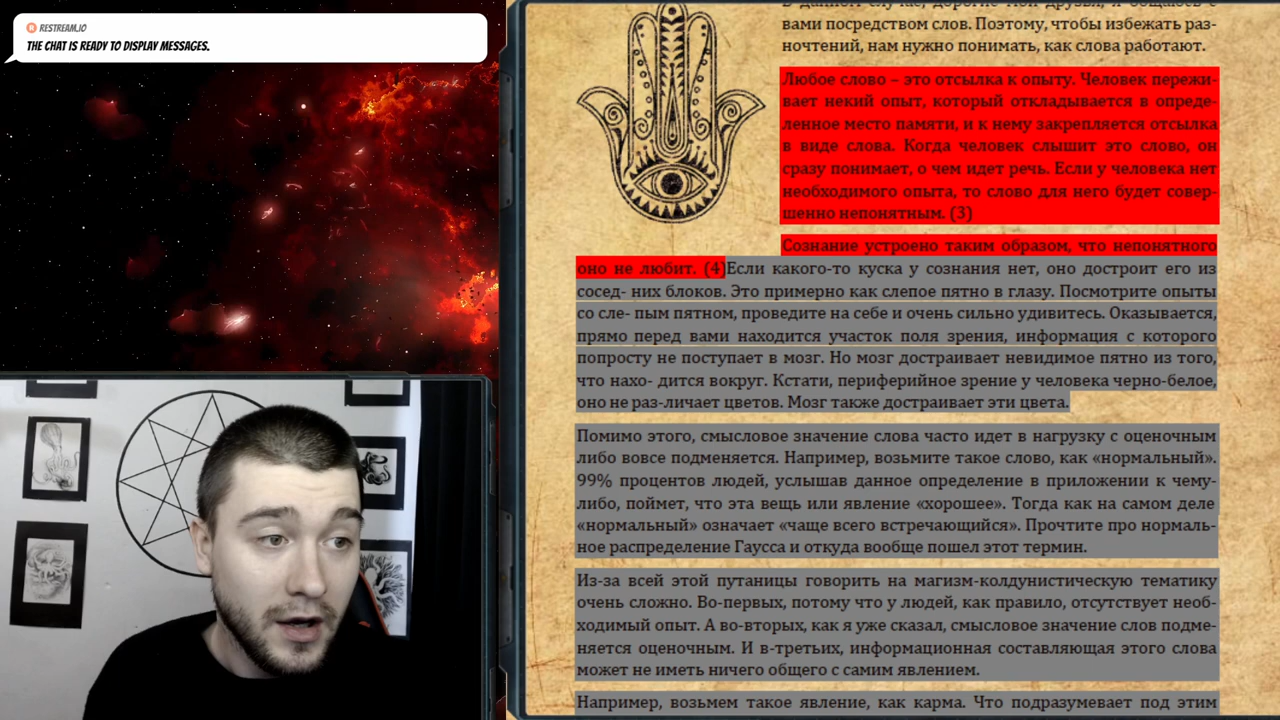 RESTREAM.IO
THE CHAT IS READY TO DISPLAY MESSAGES.
В данном случае, дорогие мои друзья, я общаюсь с
вами посредством слов. Поэтому, чтобы избежать раз-
ночтений, нам нужно понимать, как слова работают.
Любое слово – это отсылка к опыту. Человек пережи-
вает некий опыт, который откладывается в опреде-
ленное место памяти, и к нему закрепляется отсылка
в виде слова. Когда человек слышит это слово, он
сразу понимает, о чем идет речь. Если у человека нет
необходимого опыта, то слово для него будет совер-
шенно непонятным. (3)
Сознание устроено таким образом, что непонятного
оно не любит. (4)Если какого-то куска у сознания нет, оно достроит его из
сосед- них блоков. Это примерно как слепое пятно в глазу. Посмотрите опыты
со сле- пым пятном, проведите на себе и очень сильно удивитесь. Оказывается,
прямо перед вами находится участок поля зрения, информация с которого
попросту не поступает в мозг. Но мозг достраивает невидимое пятно из того,
что нахо- дится вокруг. Кстати, периферийное зрение у человека черно-белое,
оно не раз-личает цветов. Мозг также достраивает эти цвета.
Помимо этого, смысловое значение слова часто идет в нагрузку с оценочным
либо вовсе подменяется. Например, возьмите такое слово, как «нормальный».
99% процентов людей, услышав данное определение в приложении к чему-
либо, поймет, что эта вещь или явление «хорошее». Тогда как на самом деле
«нормальный» означает «чаще всего встречающийся». Прочтите про нормаль-
ное распределение Гаусса и откуда вообще пошел этот термин.
Из-за всей этой путаницы говорить на магизм-колдунистическую тематику
очень сложно. Во-первых, потому что у людей, как правило, отсутствует необ-
ходимый опыт. А во-вторых, как я уже сказал, смысловое значение слов подме-
няется оценочным. И в-третьих, информационная составляющая этого слова
может не иметь ничего общего с самим явлением.
Например, возьмем такое явление, как карма. Что подразумевает под этим